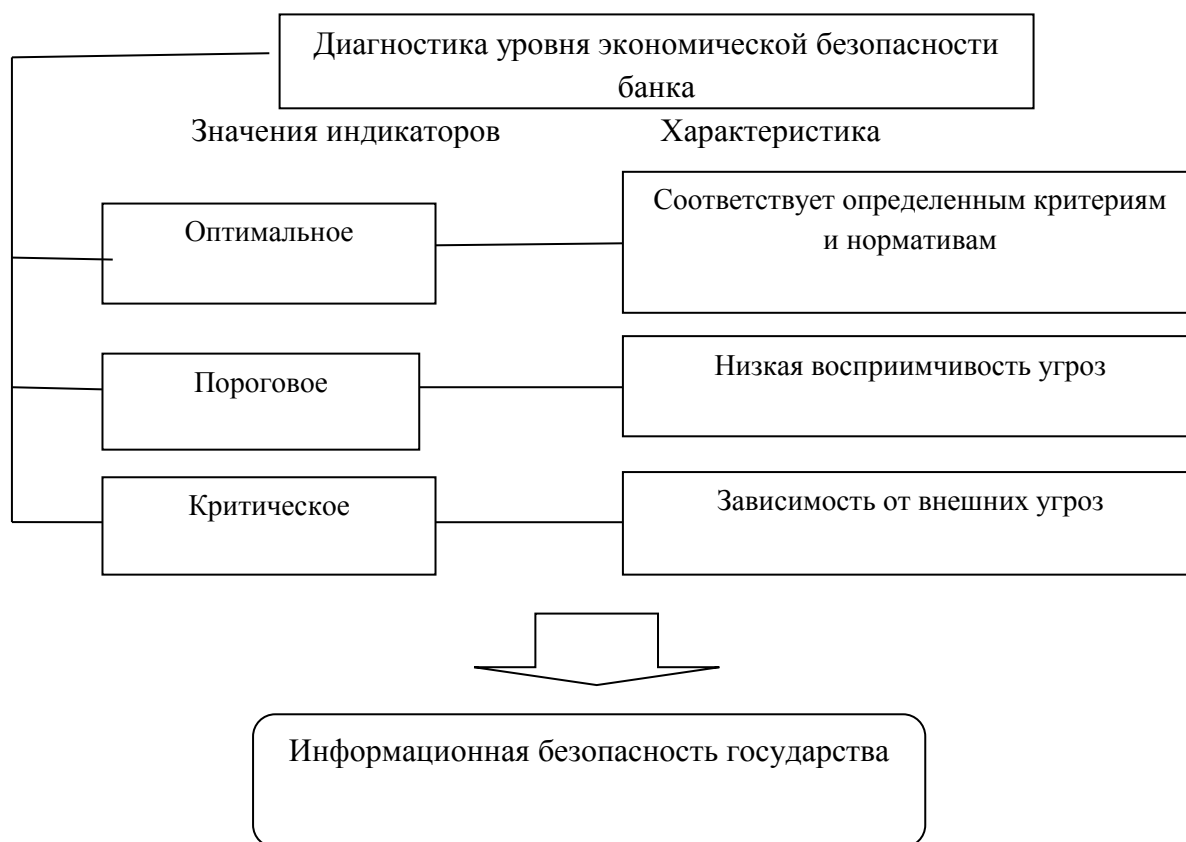 Диагностика уровня экономической безопасности
банка
Значения индикаторов Характеристика
Оптимальное
Соответствует определенным критериям
и нормативам
Пороговое
Низкая восприимчивость угроз
Критическое
Зависимость от внешних угроз
Информационная безопасность государства